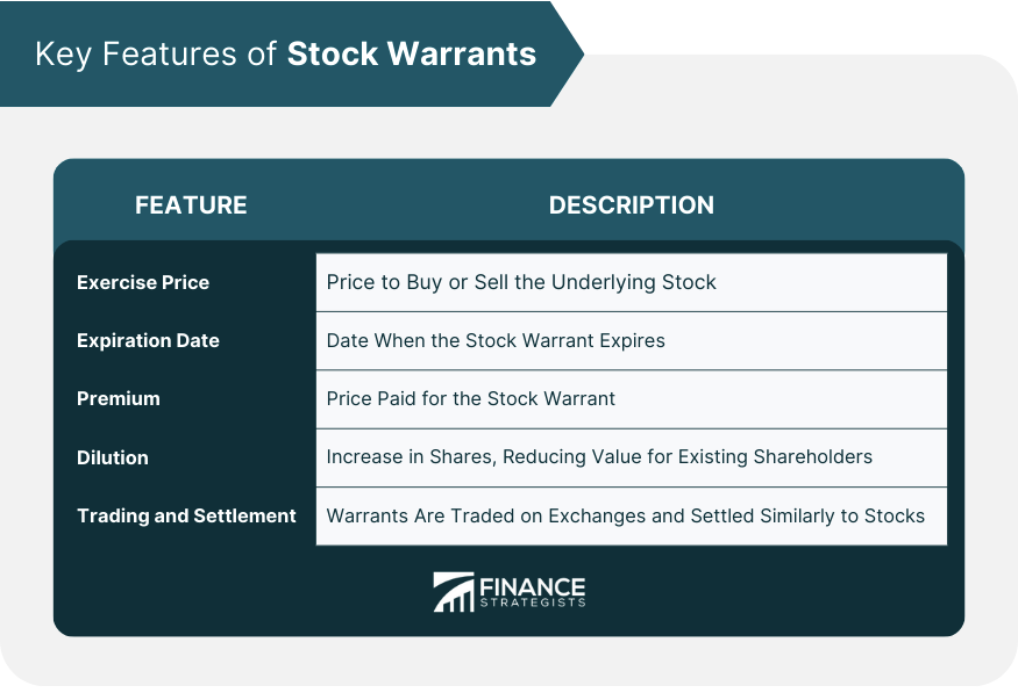 Key Features of Stock Warrants
FEATURE DESCRIPTION
Exercise Price Price to Buy or Sell the Underlying Stock
Expiration Date Date When the Stock Warrant Expires
Premium Price Paid for the Stock Warrant
Dilution Increase in Shares, Reducing Value for Existing Shareholders
Trading and Settlement Warrants Are Traded on Exchanges and Settled Similarly to Stocks
FINANCE
STRATEGISTS